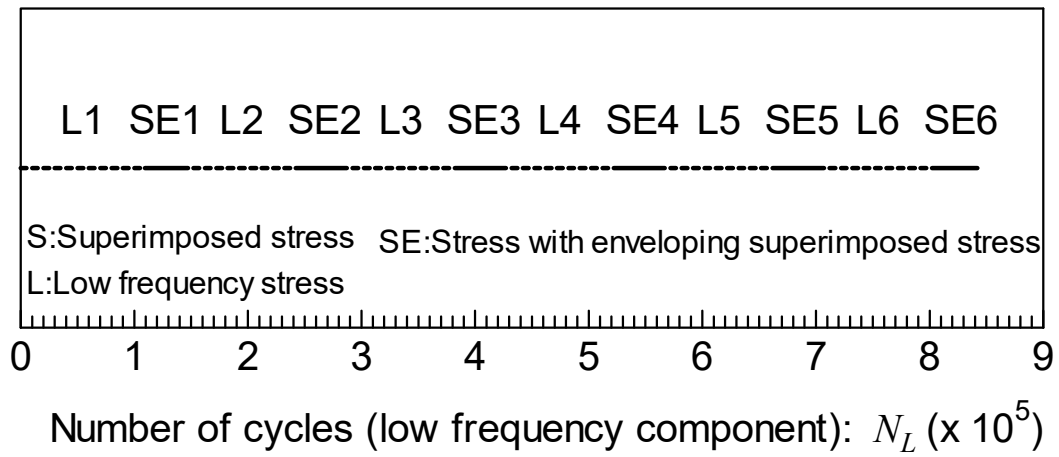 L1 SE1 L2 SE2 L3 SE3 L4 SE4 L5 SE5 L6 SE6
S:Superimposed stress SE:Stress with enveloping superimposed stress
L:Low frequency stress
0 1 2 3 4 5 6 7 8 9
Number of cycles (low frequency component): N_L (x 10^5)